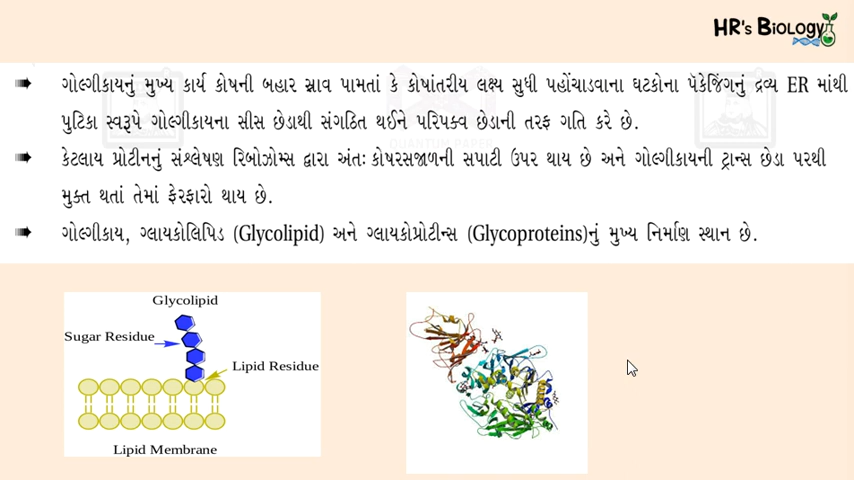 HR's Biology
ગોલ્ગીકાયનું મુખ્ય કાર્ય કોષની બહાર સ્રાવ પામતાં કે કોષાંતરીય લક્ષ્ય સુધી પહોંચાડવાના ઘટકોના પૅકેજિંગનું દ્રવ્ય ER માંથી
પુટિકા સ્વરૂપે ગોલ્ગીકાયના સીસ છેડાથી સંગઠિત થઈને પરિપક્વ છેડાની તરફ ગતિ કરે છે.
કેટલાય પ્રોટીનનું સંશ્લેષણ રિબોઝોમ્સ દ્વારા અંતઃ કોષરસજાળની સપાટી ઉપર થાય છે અને ગોલ્ગીકાયની ટ્રાન્સ છેડા પરથી
મુક્ત થતાં તેમાં ફેરફારો થાય છે.
ગોલ્ગીકાય, ગ્લાયકોલિપિડ (Glycolipid) અને ગ્લાયકોપ્રોટીન્સ (Glycoproteins)નું મુખ્ય નિર્માણ સ્થાન છે.
Glycolipid
Sugar Residue
Lipid Residue
Lipid Membrane
QUANTUM PAPER